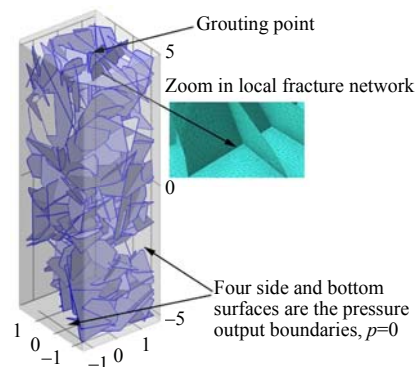 Grouting point
5
Zoom in local fracture network
0
Four side and bottom
surfaces are the pressure
output boundaries, p=0
–5
1
0
–1
–1
0
1